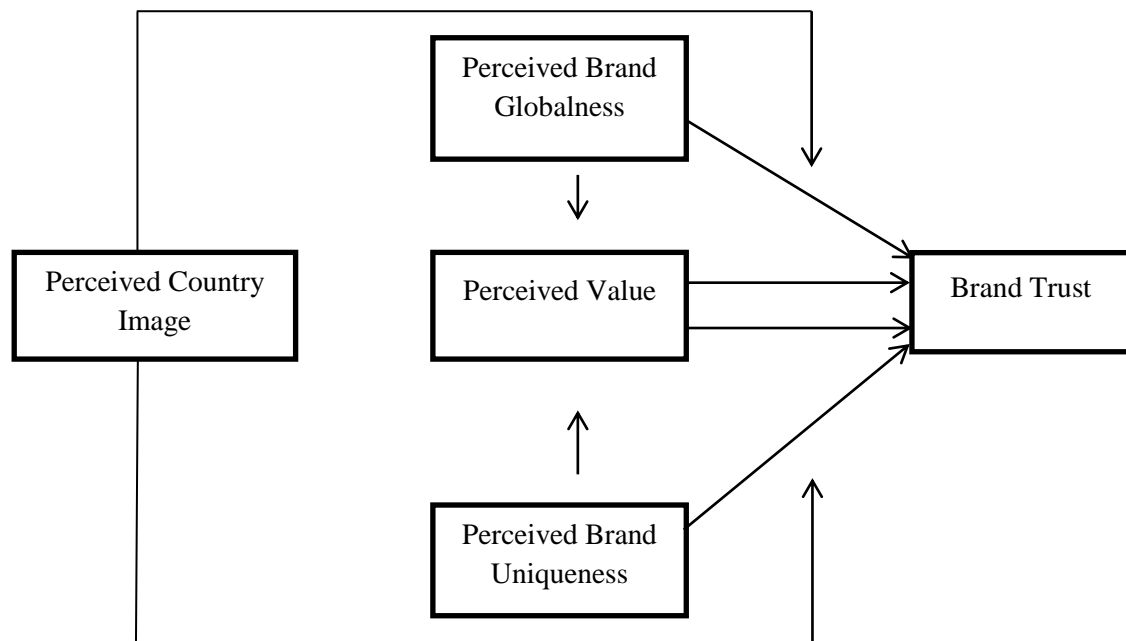 Perceived Brand
Globalness
Perceived Country
Image
Perceived Value
Brand Trust
Perceived Brand
Uniqueness